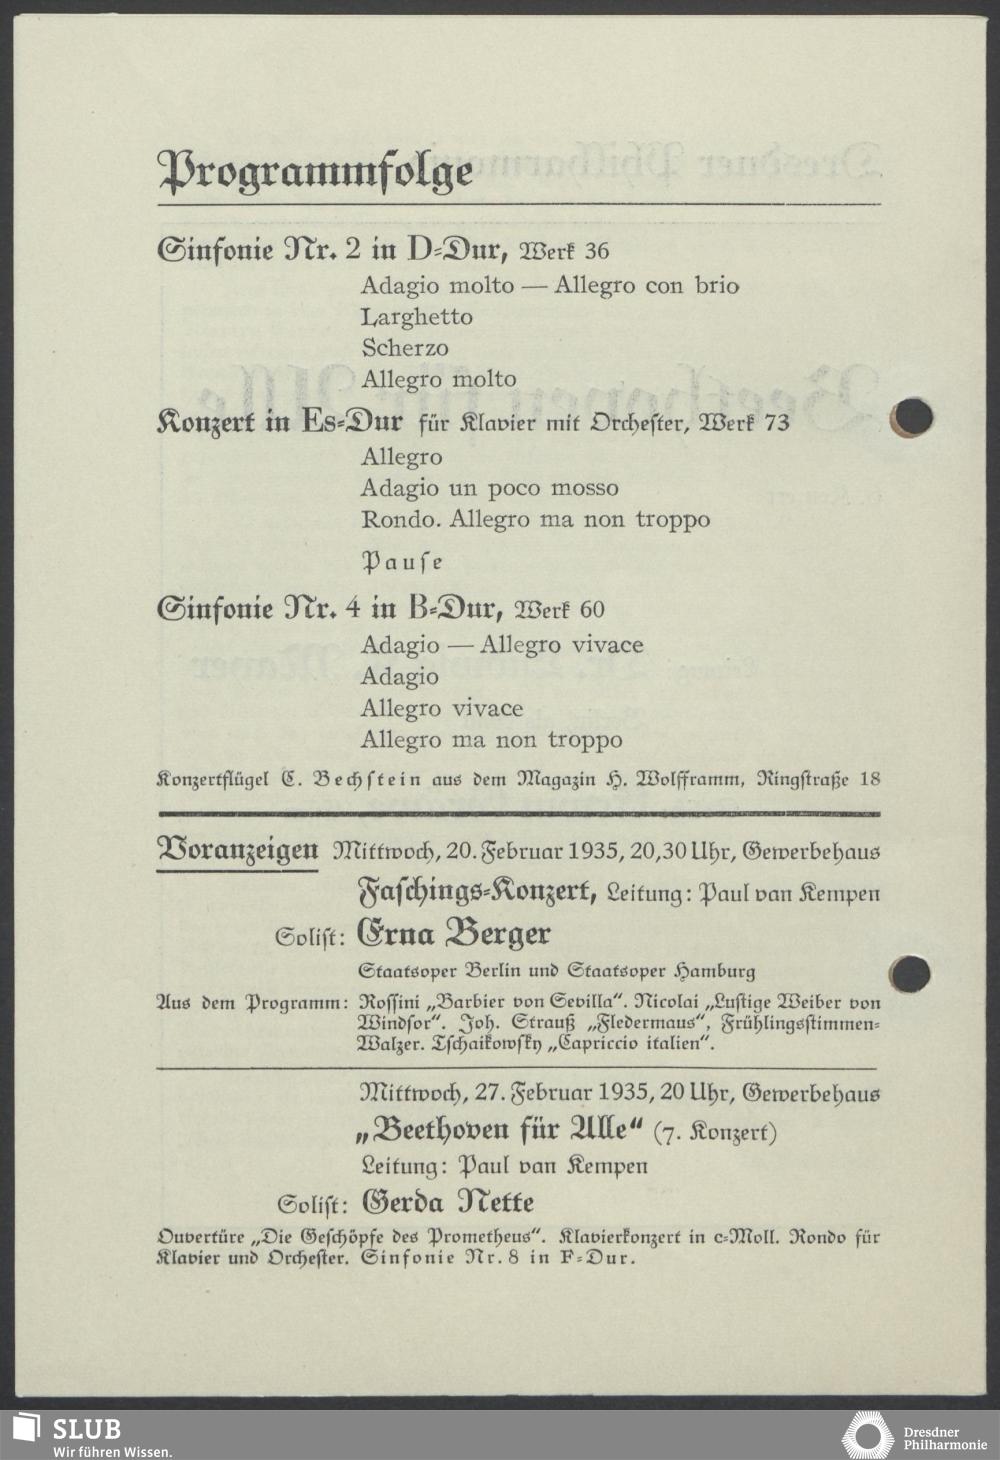 Programmfolge
Sinfonie Nr. 2 in D-Dur, Werk 36
Adagio molto — Allegro con brio
Larghetto
Scherzo
Allegro molto
Konzert in Es-Dur für Klavier mit Orchester, Werk 73
Allegro
Adagio un poco mosso
Rondo. Allegro ma non troppo
Pause
Sinfonie Nr. 4 in B-Dur, Werk 60
Adagio — Allegro vivace
Adagio
Allegro vivace
Allegro ma non troppo
Konzertflügel C. Bechstein aus dem Magazin H. Wolfframm, Ringstraße 18
Voranzeigen Mittwoch, 20. Februar 1935, 20,30 Uhr, Gewerbehaus
Faschings-Konzert, Leitung: Paul van Kempen
Solist: Erna Berger
Staatsoper Berlin und Staatsoper Hamburg
Aus dem Programm: Rossini „Barbier von Sevilla“. Nicolai „Lustige Weiber von
Windsor“. Joh. Strauß „Fledermaus“, Frühlingsstimmen-
Walzer. Tschaikowsky „Capriccio italien“.
Mittwoch, 27. Februar 1935, 20 Uhr, Gewerbehaus
„Beethoven für Alle“ (7. Konzert)
Leitung: Paul van Kempen
Solist: Gerda Nette
Ouvertüre „Die Geschöpfe des Prometheus“. Klavierkonzert in c-Moll. Rondo für
Klavier und Orchester. Sinfonie Nr. 8 in F-Dur.
SLUB
Wir führen Wissen.
Dresdner
Philharmonie